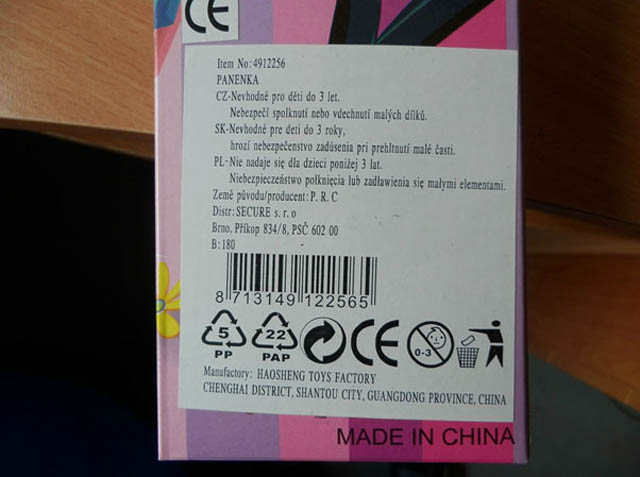 CE
Item No:4912256
PANENKA
CZ-Nevhodné pro děti do 3 let.
Nebezpečí spolknutí nebo vdechnutí malých dílků.
SK-Nevhodné pre deti do 3 roky,
hrozí nebezpečenstvo zadúsenia pri prehltnutí malé časti.
PL-Nie nadaje się dla dzieci poniżej 3 lat.
Niebezpieczeństwo połknięcia lub zadławienia się małymi elementami.
Země původu/producent:P. R. C
Distr:SECURE s. r. o
Brno, Příkop 834/8, PSČ 602 00
B:180
8 713149 122565
5 22 CE 0-3
PP PAP
Manufactory: HAOSHENG TOYS FACTORY
CHENGHAI DISTRICT, SHANTOU CITY, GUANGDONG PROVINCE, CHINA
MADE IN CHINA